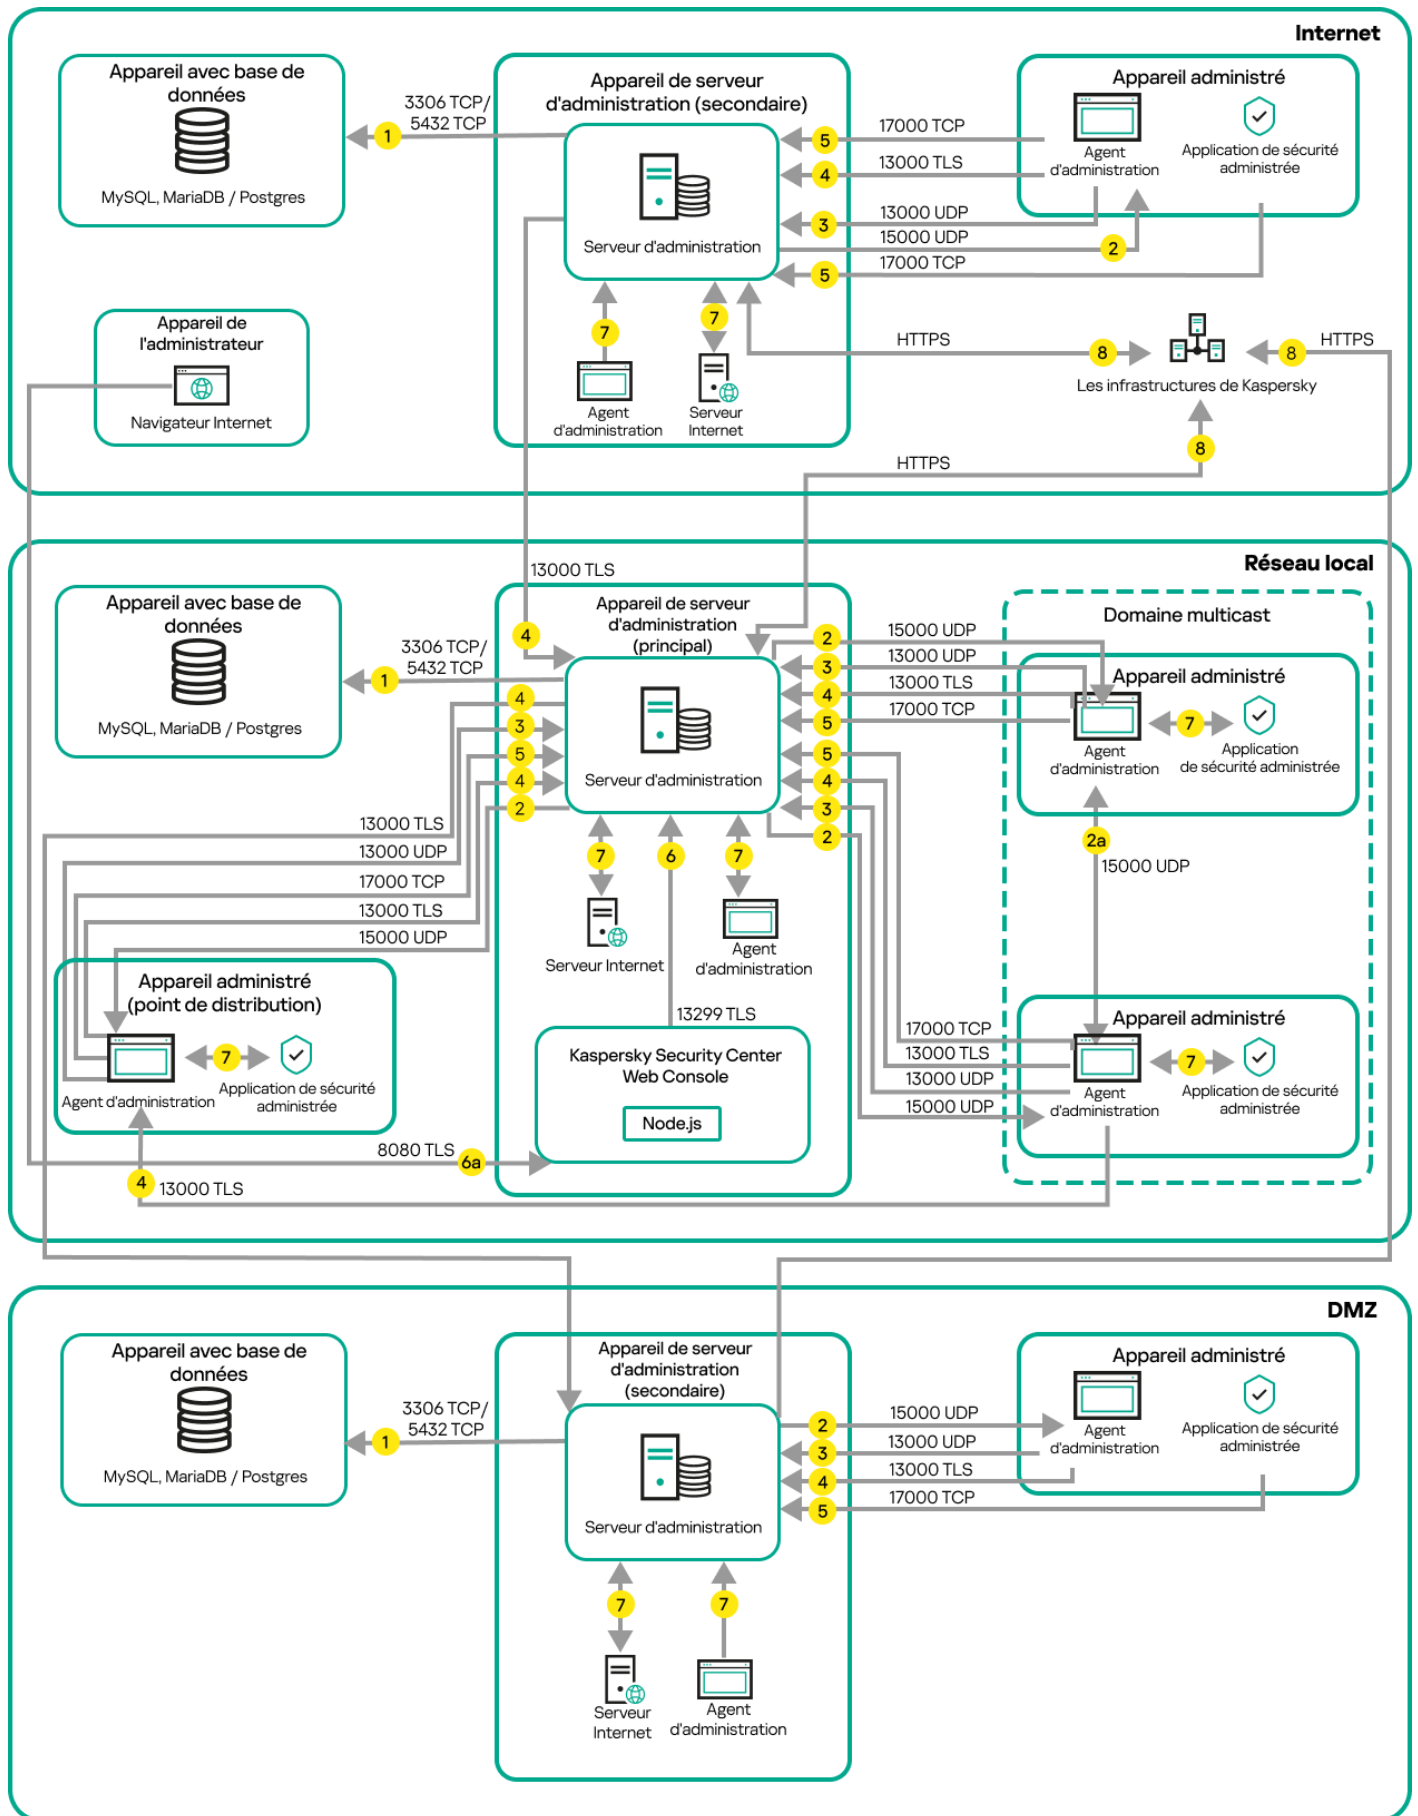 Internet
Appareil avec base de
données
MySQL, MariaDB / Postgres
3306 TCP/
5432 TCP
1
Appareil de serveur
d'administration (secondaire)
Serveur d'administration
7
7
Agent
d'administration
Serveur
Internet
17000 TCP
5
13000 TLS
4
13000 UDP
3
15000 UDP
2
17000 TCP
5
Appareil administré
Agent
d'administration
Application de sécurité
administrée
Appareil de
l'administrateur
Navigateur Internet
HTTPS
8
8
HTTPS
Les infrastructures de Kaspersky
8
HTTPS
Réseau local
13000 TLS
4
Appareil avec base de
données
MySQL, MariaDB / Postgres
3306 TCP/
5432 TCP
1
Appareil de serveur
d'administration
(principal)
Serveur d'administration
4
3
5
4
2
13000 TLS
13000 UDP
17000 TCP
13000 TLS
15000 UDP
7
6
7
Serveur Internet
Agent
d'administration
13299 TLS
Kaspersky Security Center
Web Console
Node.js
2
15000 UDP
3
13000 UDP
4
13000 TLS
5
17000 TCP
5
4
3
2
Domaine multicast
Appareil administré
7
Agent
d'administration
Application
de sécurité administrée
2a
15000 UDP
17000 TCP
13000 TLS
13000 UDP
15000 UDP
Appareil administré
7
Agent
d'administration
Application de sécurité
administrée
Appareil administré
(point de distribution)
7
Agent d'administration
Application de sécurité
administrée
8080 TLS
6a
4
13000 TLS
DMZ
Appareil avec base de
données
MySQL, MariaDB / Postgres
3306 TCP/
5432 TCP
1
Appareil de serveur
d'administration
(secondaire)
Serveur d'administration
7
7
Serveur
Internet
Agent
d'administration
2
15000 UDP
3
13000 UDP
4
13000 TLS
5
17000 TCP
Appareil administré
Agent
d'administration
Application de sécurité
administrée